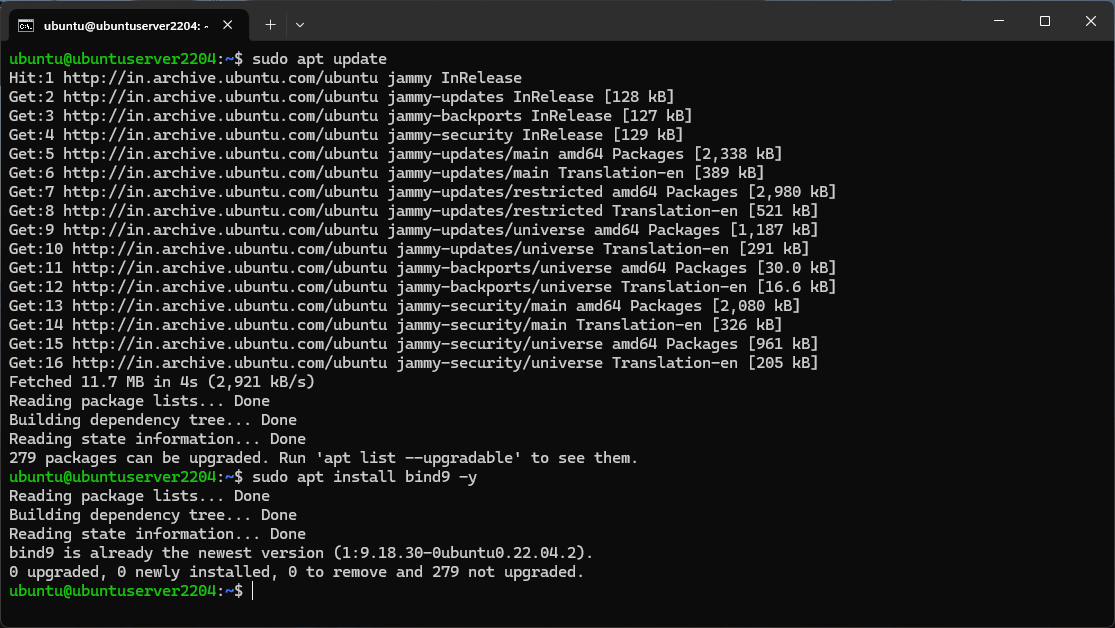 ubuntu@ubuntuserver2204: ~
ubuntu@ubuntuserver2204:~$ sudo apt update
Hit:1 http://in.archive.ubuntu.com/ubuntu jammy InRelease
Get:2 http://in.archive.ubuntu.com/ubuntu jammy-updates InRelease [128 kB]
Get:3 http://in.archive.ubuntu.com/ubuntu jammy-backports InRelease [127 kB]
Get:4 http://in.archive.ubuntu.com/ubuntu jammy-security InRelease [129 kB]
Get:5 http://in.archive.ubuntu.com/ubuntu jammy-updates/main amd64 Packages [2,338 kB]
Get:6 http://in.archive.ubuntu.com/ubuntu jammy-updates/main Translation-en [389 kB]
Get:7 http://in.archive.ubuntu.com/ubuntu jammy-updates/restricted amd64 Packages [2,980 kB]
Get:8 http://in.archive.ubuntu.com/ubuntu jammy-updates/restricted Translation-en [521 kB]
Get:9 http://in.archive.ubuntu.com/ubuntu jammy-updates/universe amd64 Packages [1,187 kB]
Get:10 http://in.archive.ubuntu.com/ubuntu jammy-updates/universe Translation-en [291 kB]
Get:11 http://in.archive.ubuntu.com/ubuntu jammy-backports/universe amd64 Packages [30.0 kB]
Get:12 http://in.archive.ubuntu.com/ubuntu jammy-backports/universe Translation-en [16.6 kB]
Get:13 http://in.archive.ubuntu.com/ubuntu jammy-security/main amd64 Packages [2,080 kB]
Get:14 http://in.archive.ubuntu.com/ubuntu jammy-security/main Translation-en [326 kB]
Get:15 http://in.archive.ubuntu.com/ubuntu jammy-security/universe amd64 Packages [961 kB]
Get:16 http://in.archive.ubuntu.com/ubuntu jammy-security/universe Translation-en [205 kB]
Fetched 11.7 MB in 4s (2,921 kB/s)
Reading package lists... Done
Building dependency tree... Done
Reading state information... Done
279 packages can be upgraded. Run 'apt list --upgradable' to see them.
ubuntu@ubuntuserver2204:~$ sudo apt install bind9 -y
Reading package lists... Done
Building dependency tree... Done
Reading state information... Done
bind9 is already the newest version (1:9.18.30-0ubuntu0.22.04.2).
0 upgraded, 0 newly installed, 0 to remove and 279 not upgraded.
ubuntu@ubuntuserver2204:~$